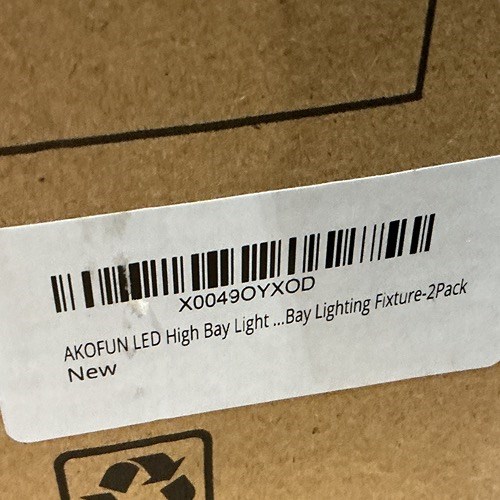 X0049OYXOD
AKOFUN LED High Bay Light ...Bay Lighting Fixture-2Pack
New